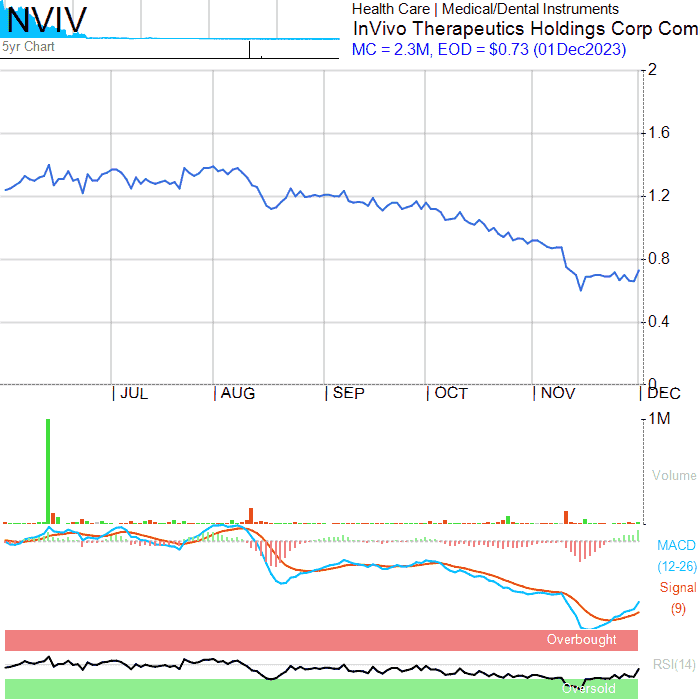 NVIV
5yr Chart
Health Care | Medical/Dental Instruments
InVivo Therapeutics Holdings Corp Com
MC = 2.3M, EOD = $0.73 (01Dec2023)
2
1.6
1.2
0.8
0.4
0
JUL
AUG
SEP
OCT
NOV
DEC
1M
Volume
MACD
(12-26)
Signal
(9)
Overbought
RSI(14)
Oversold